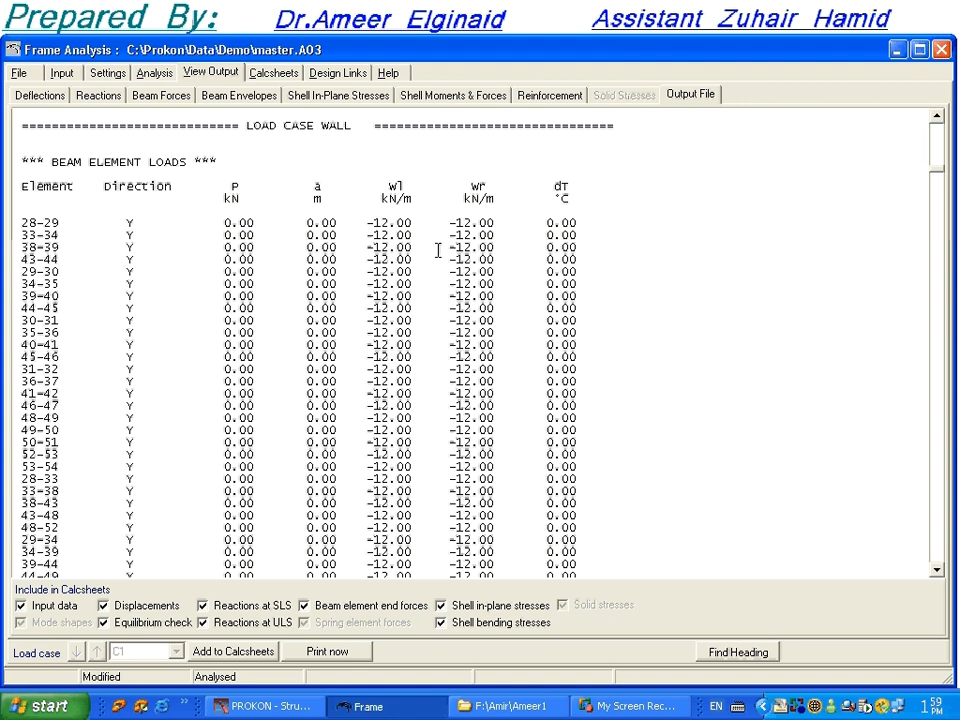 Prepared By: Dr.Ameer Elginaid Assistant Zuhair Hamid
Frame Analysis : C:\Prokon\Data\Demo\master.A03
File Input Settings Analysis View Output Calcsheets Design Links Help
Deflections Reactions Beam Forces Beam Envelopes Shell In-Plane Stresses Shell Moments & Forces Reinforcement Solid Stresses Output File
============================= LOAD CASE WALL ================================
*** BEAM ELEMENT LOADS ***
Element Direction P a wl wr dT
kN m kN/m kN/m °C
28-29 Y 0.00 0.00 -12.00 -12.00 0.00
33-34 Y 0.00 0.00 -12.00 -12.00 0.00
38-39 Y 0.00 0.00 -12.00 -12.00 0.00
43-44 Y 0.00 0.00 -12.00 -12.00 0.00
29-30 Y 0.00 0.00 -12.00 -12.00 0.00
34-35 Y 0.00 0.00 -12.00 -12.00 0.00
39-40 Y 0.00 0.00 -12.00 -12.00 0.00
44-45 Y 0.00 0.00 -12.00 -12.00 0.00
30-31 Y 0.00 0.00 -12.00 -12.00 0.00
35-36 Y 0.00 0.00 -12.00 -12.00 0.00
40-41 Y 0.00 0.00 -12.00 -12.00 0.00
45-46 Y 0.00 0.00 -12.00 -12.00 0.00
31-32 Y 0.00 0.00 -12.00 -12.00 0.00
36-37 Y 0.00 0.00 -12.00 -12.00 0.00
41-42 Y 0.00 0.00 -12.00 -12.00 0.00
46-47 Y 0.00 0.00 -12.00 -12.00 0.00
48-49 Y 0.00 0.00 -12.00 -12.00 0.00
49-50 Y 0.00 0.00 -12.00 -12.00 0.00
50-51 Y 0.00 0.00 -12.00 -12.00 0.00
52-53 Y 0.00 0.00 -12.00 -12.00 0.00
53-54 Y 0.00 0.00 -12.00 -12.00 0.00
28-33 Y 0.00 0.00 -12.00 -12.00 0.00
33-38 Y 0.00 0.00 -12.00 -12.00 0.00
38-43 Y 0.00 0.00 -12.00 -12.00 0.00
43-48 Y 0.00 0.00 -12.00 -12.00 0.00
48-52 Y 0.00 0.00 -12.00 -12.00 0.00
29-34 Y 0.00 0.00 -12.00 -12.00 0.00
34-39 Y 0.00 0.00 -12.00 -12.00 0.00
39-44 Y 0.00 0.00 -12.00 -12.00 0.00
44-49 Y 0.00 0.00 -12.00 -12.00 0.00
Include in Calcsheets
Input data Displacements Reactions at SLS Beam element end forces Shell in-plane stresses Solid stresses
Mode shapes Equilibrium check Reactions at ULS Spring element forces Shell bending stresses
Load case C1 Add to Calcsheets Print now Find Heading
Modified Analysed
start PROKON - Stru... Frame F:\Amir\Ameer1 My Screen Rec... EN 1:59 PM